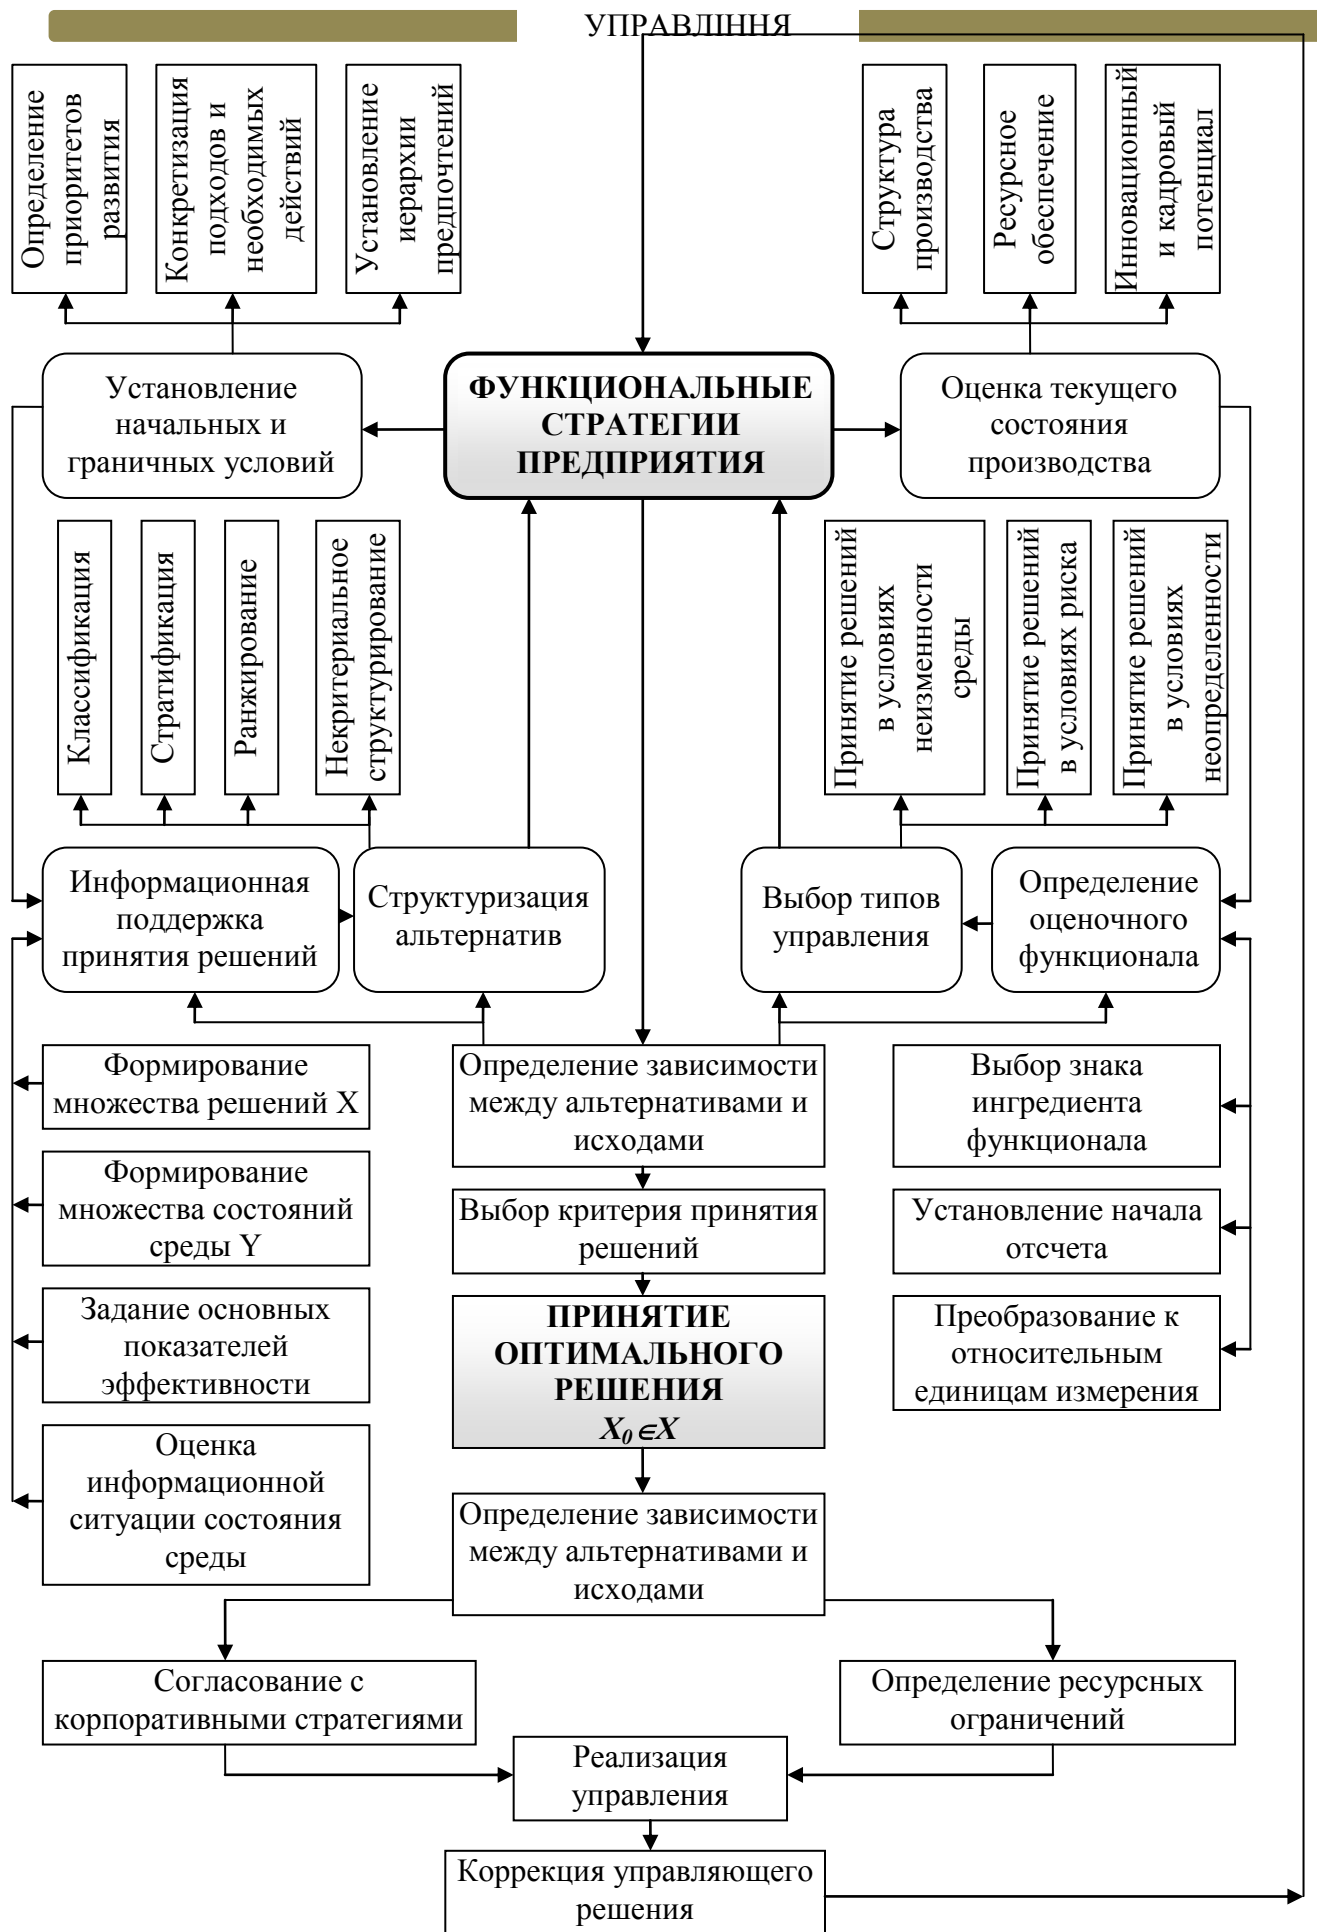 УПРАВЛІННЯ
Определение
приоритетов
развития
Конкретизация
подходов и
необходимых
действий
Установление
иерархии
предпочтений
Структура
производства
Ресурсное
обеспечение
Инновационный
и кадровый
потенциал
Установление
начальных и
граничных условий
ФУНКЦИОНАЛЬНЫЕ
СТРАТЕГИИ
ПРЕДПРИЯТИЯ
Оценка текущего
состояния
производства
Классификация
Стратификация
Ранжирование
Некритериальное
структурирование
Принятие решений
в условиях
неизменности
среды
Принятие решений
в условиях риска
Принятие решений
в условиях
неопределенности
Информационная
поддержка
принятия решений
Структуризация
альтернатив
Выбор типов
управления
Определение
оценочного
функционала
Формирование
множества решений X
Определение зависимости
между альтернативами и
исходами
Выбор знака
ингредиента
функционала
Формирование
множества состояний
среды Y
Выбор критерия принятия
решений
Установление начала
отсчета
Задание основных
показателей
эффективности
ПРИНЯТИЕ
ОПТИМАЛЬНОГО
РЕШЕНИЯ
X₀ ∈X
Преобразование к
относительным
единицам измерения
Оценка
информационной
ситуации состояния
среды
Определение зависимости
между альтернативами и
исходами
Согласование с
корпоративными стратегиями
Определение ресурсных
ограничений
Реализация
управления
Коррекция управляющего
решения